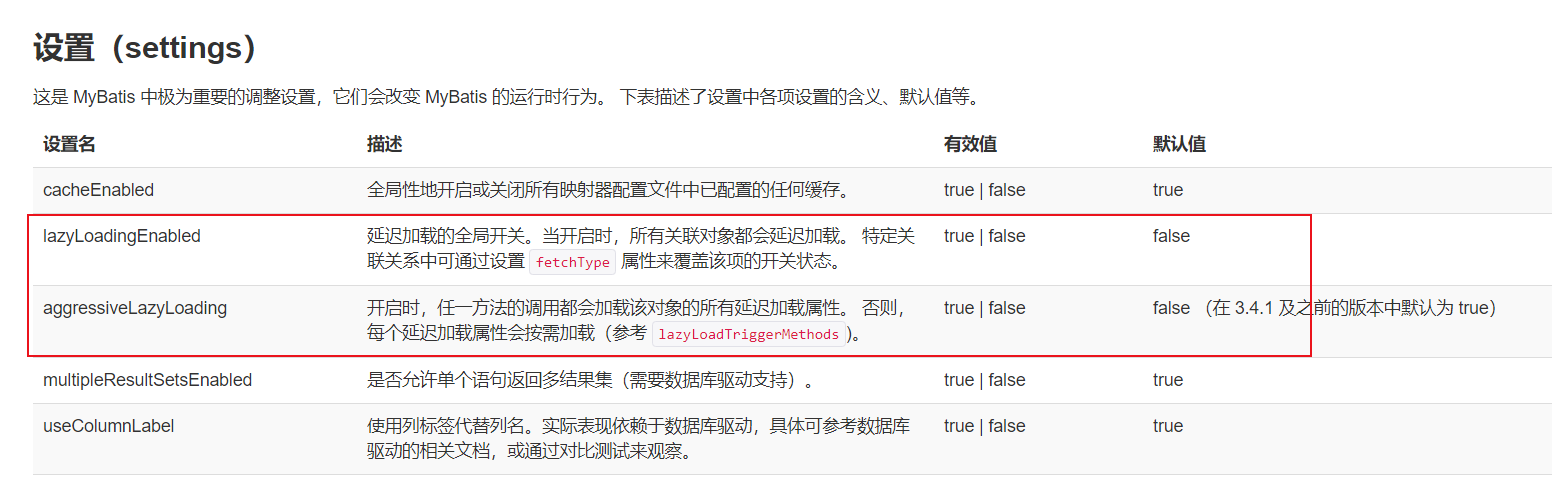 设置（settings）
这是 MyBatis 中极为重要的调整设置，它们会改变 MyBatis 的运行时行为。 下表描述了设置中各项设置的含义、默认值等。
设置名 描述 有效值 默认值
cacheEnabled 全局性地开启或关闭所有映射器配置文件中已配置的任何缓存。 true | false true
lazyLoadingEnabled 延迟加载的全局开关。当开启时，所有关联对象都会延迟加载。 特定关 true | false false
联关系中可通过设置 fetchType 属性来覆盖该项的开关状态。
aggressiveLazyLoading 开启时，任一方法的调用都会加载该对象的所有延迟加载属性。 否则， true | false false （在 3.4.1 及之前的版本中默认为 true）
每个延迟加载属性会按需加载（参考 lazyLoadTriggerMethods)。
multipleResultSetsEnabled 是否允许单个语句返回多结果集（需要数据库驱动支持）。 true | false true
useColumnLabel 使用列标签代替列名。实际表现依赖于数据库驱动，具体可参考数据库 true | false true
驱动的相关文档，或通过对比测试来观察。